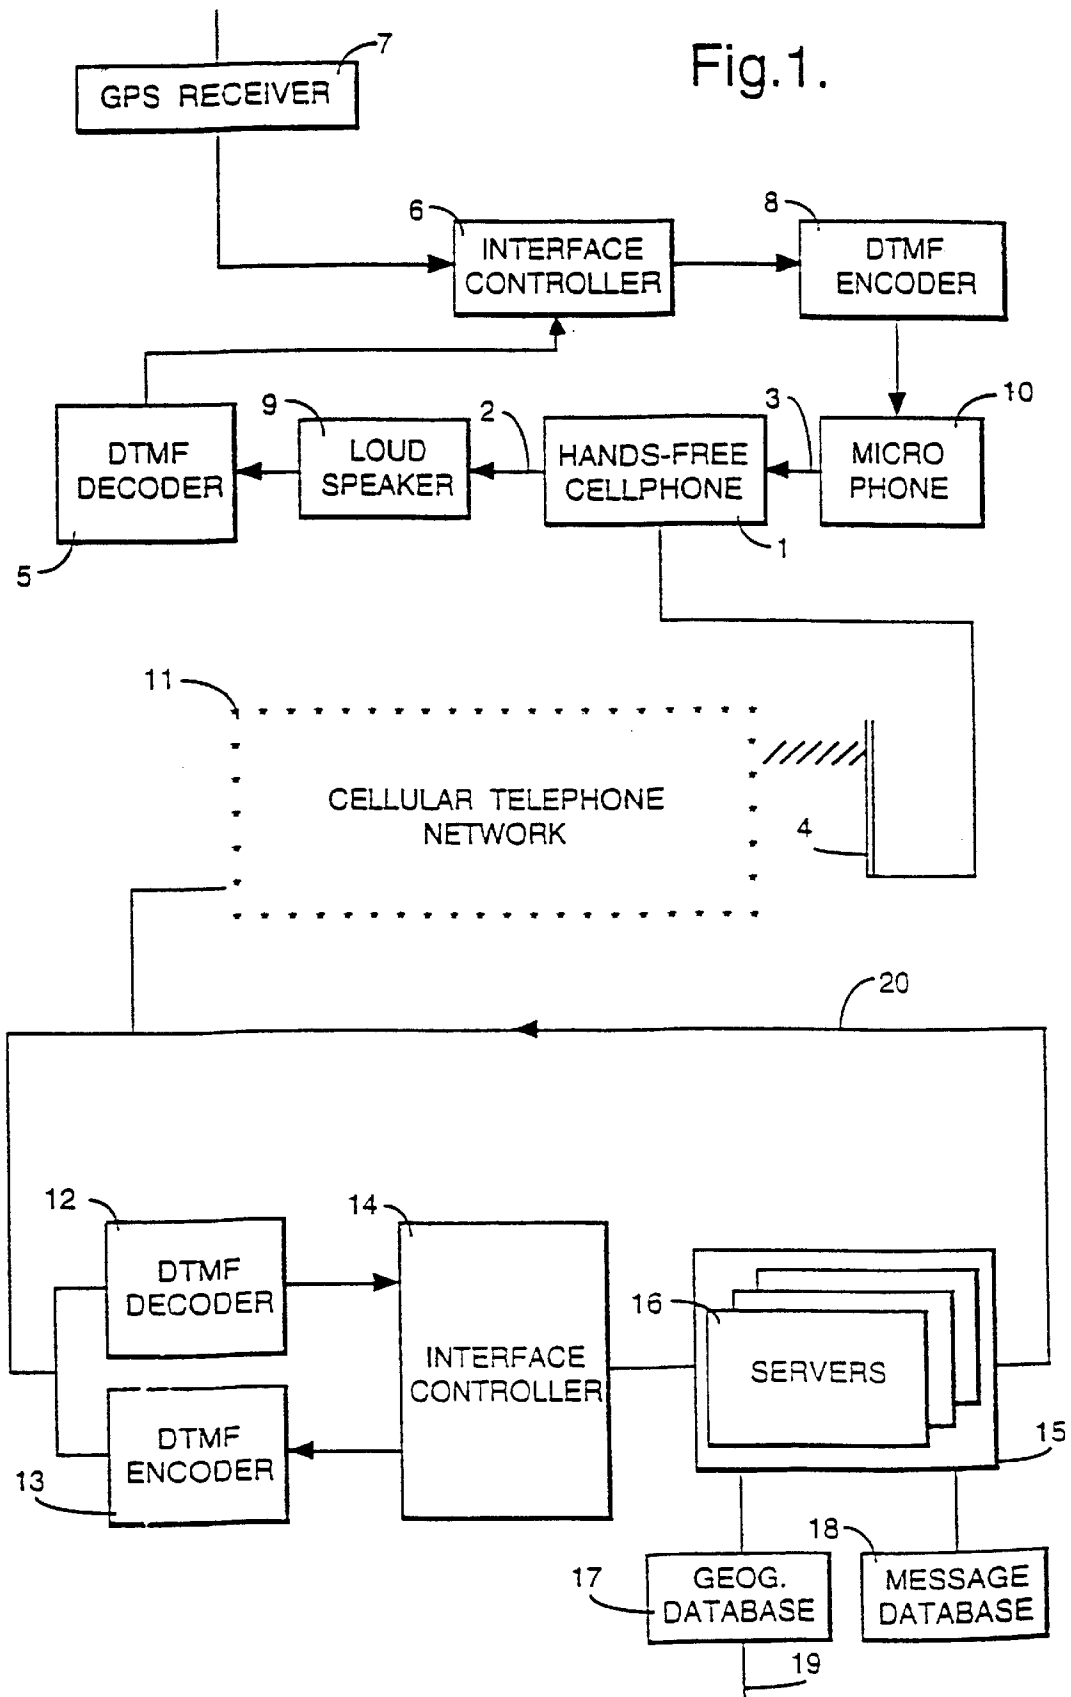 7
Fig.1.
GPS RECEIVER
6
8
INTERFACE
CONTROLLER
DTMF
ENCODER
9
2
3
10
DTMF
DECODER
LOUD
SPEAKER
HANDS-FREE
CELLPHONE
MICRO
PHONE
5
1
11
CELLULAR TELEPHONE
NETWORK
4
20
12
14
DTMF
DECODER
16
INTERFACE
CONTROLLER
SERVERS
DTMF
ENCODER
13
15
18
17
GEOG.
DATABASE
MESSAGE
DATABASE
19